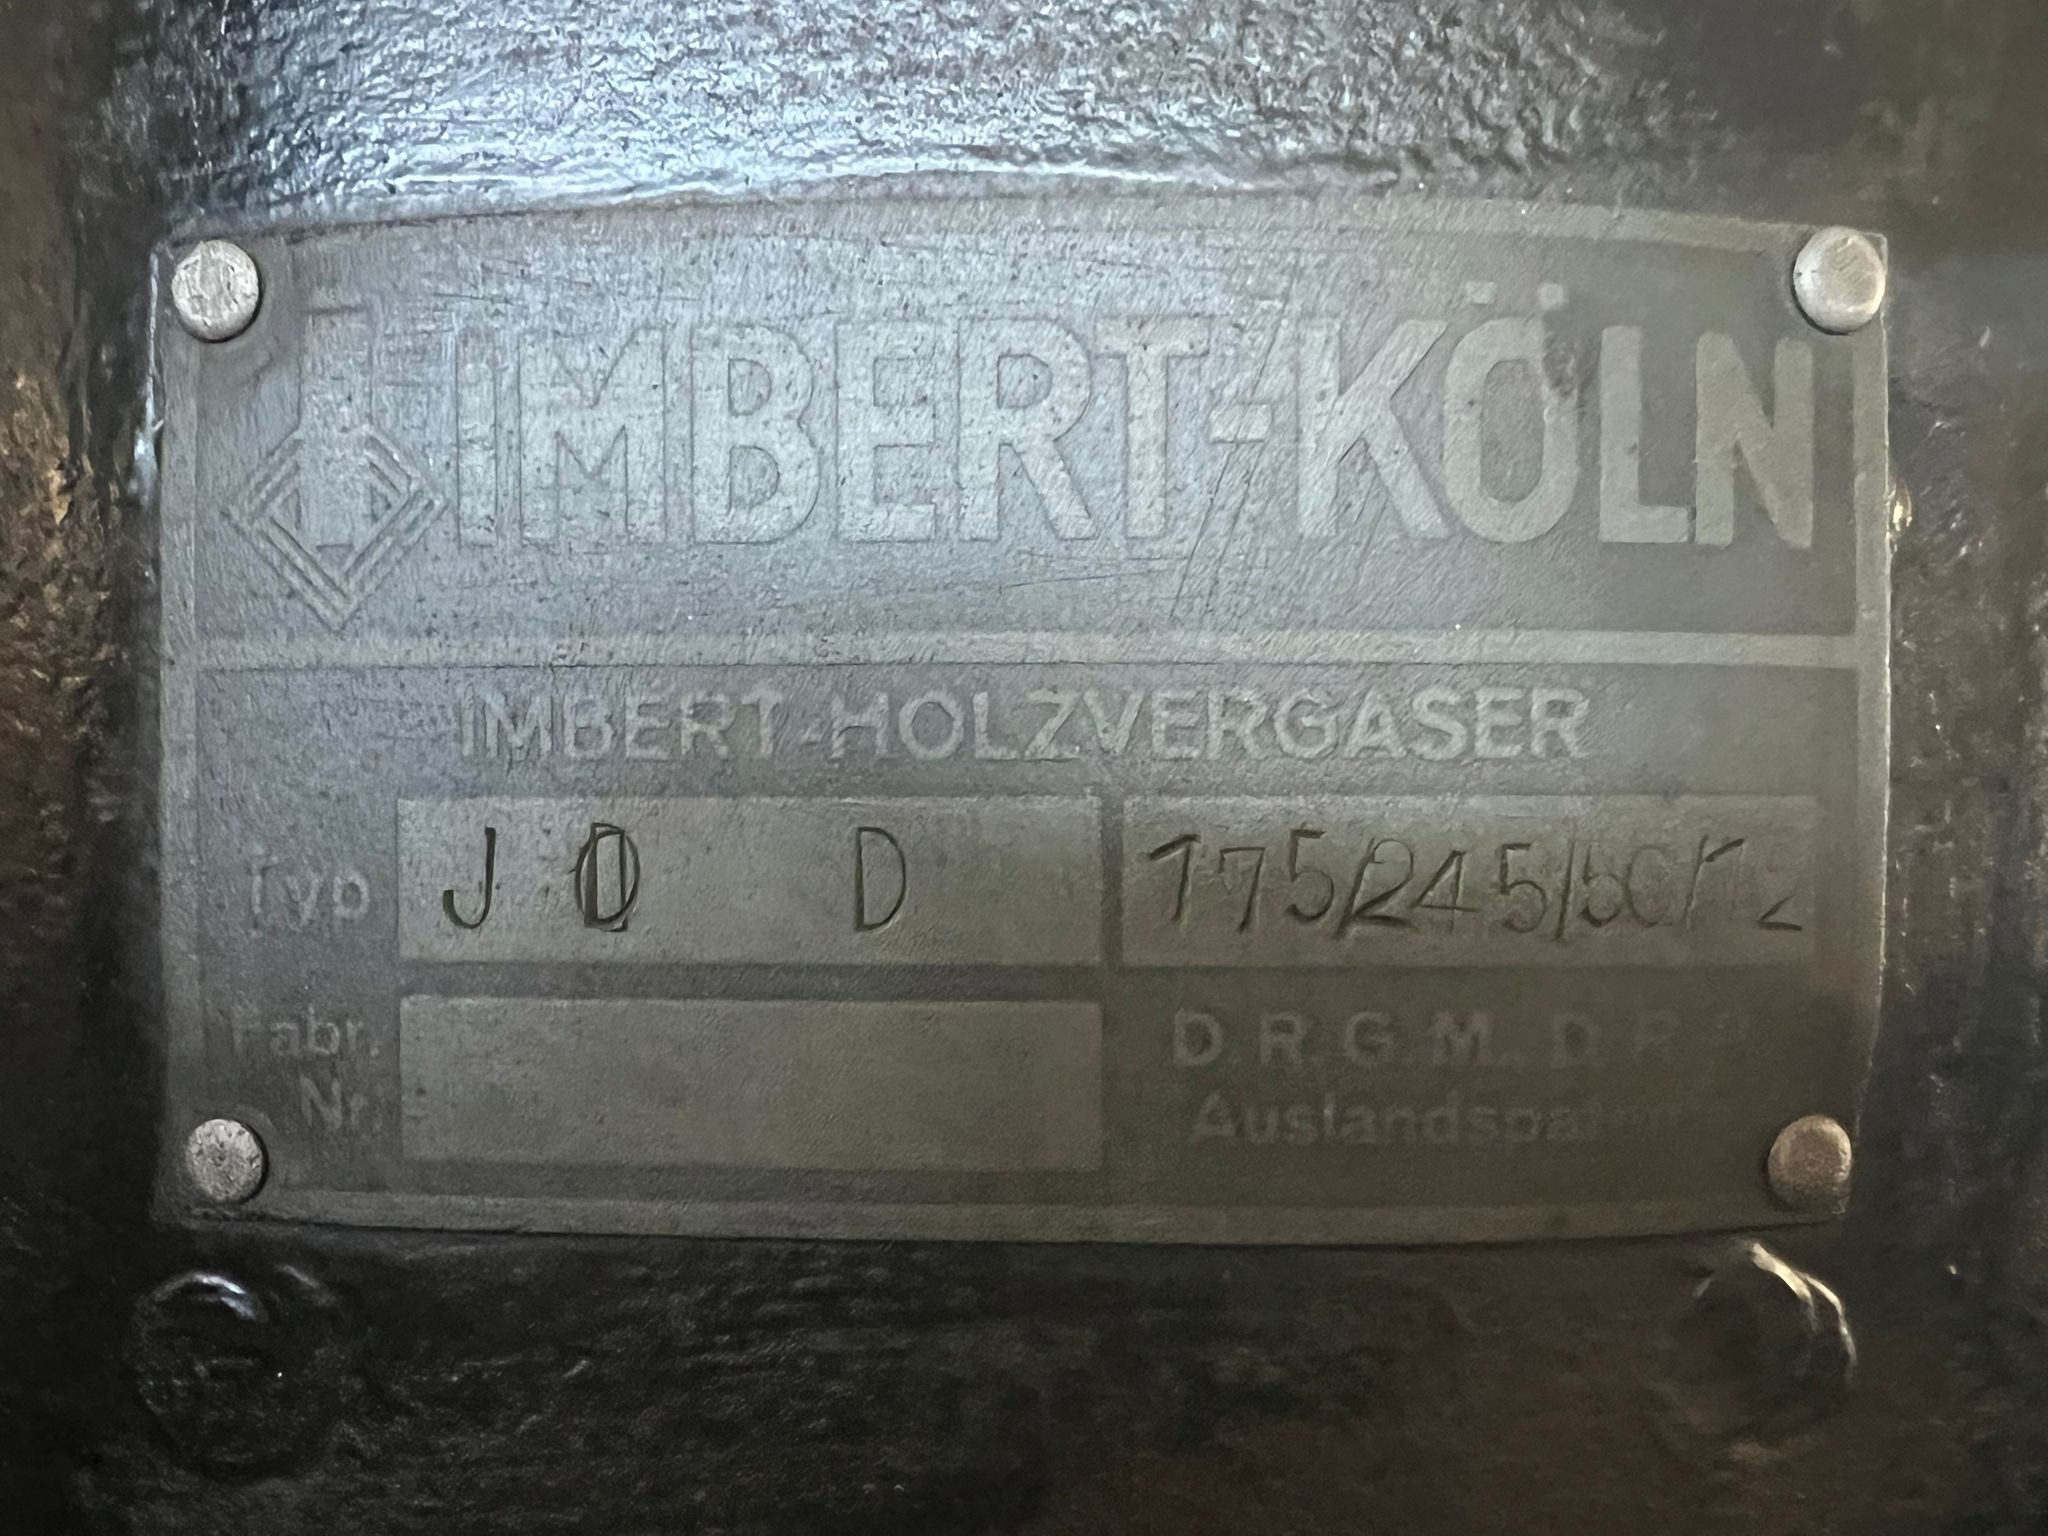 IMBERT-KÖLN
IMBERT-HOLZVERGASER
Typ J D 175/245/50/12
Fabr. Nr.
D.R.G.M. D.R.P.